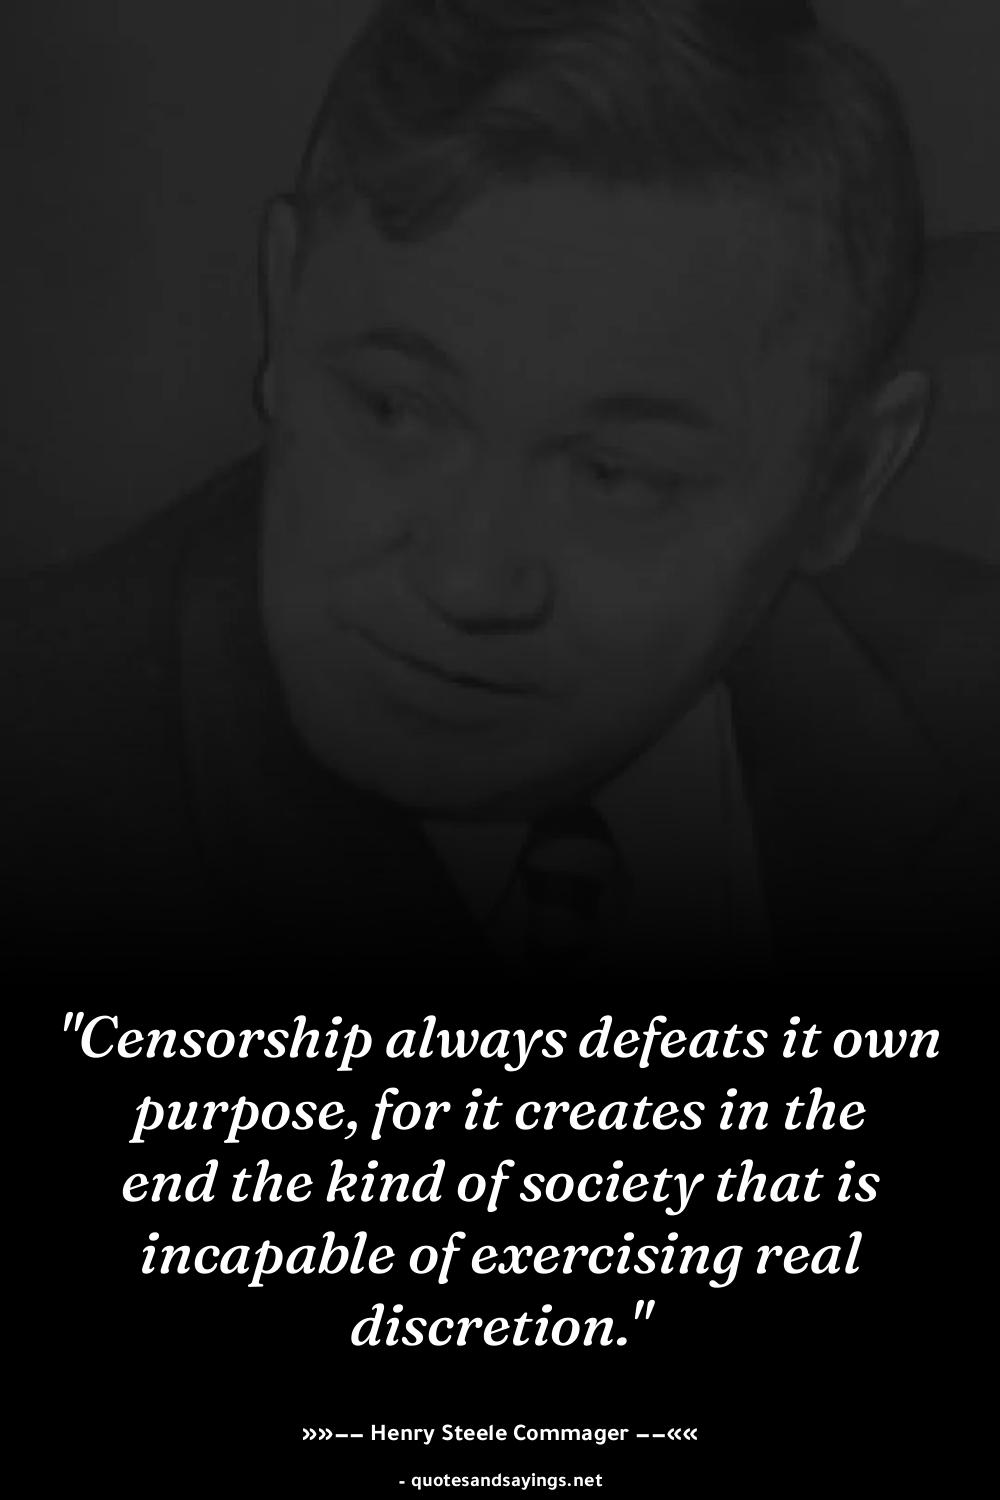 "Censorship always defeats it own
purpose, for it creates in the
end the kind of society that is
incapable of exercising real
discretion."
»»−− Henry Steele Commager −−««
- quotesandsayings.net